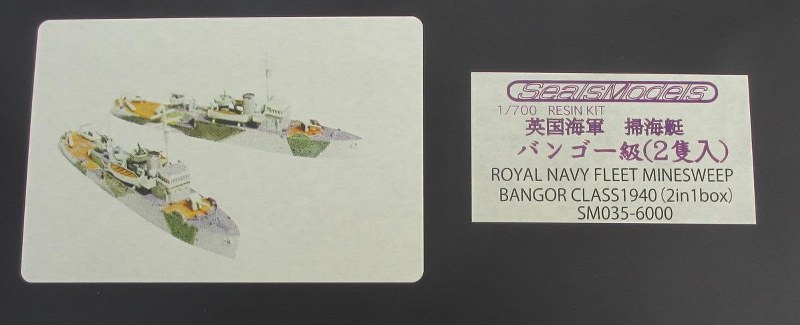 SealsModels
1/700 RESIN KIT
英国海軍 掃海艇
バンゴー級(2隻入)
ROYAL NAVY FLEET MINESWEEP
BANGOR CLASS1940(2in1box)
SM035-6000